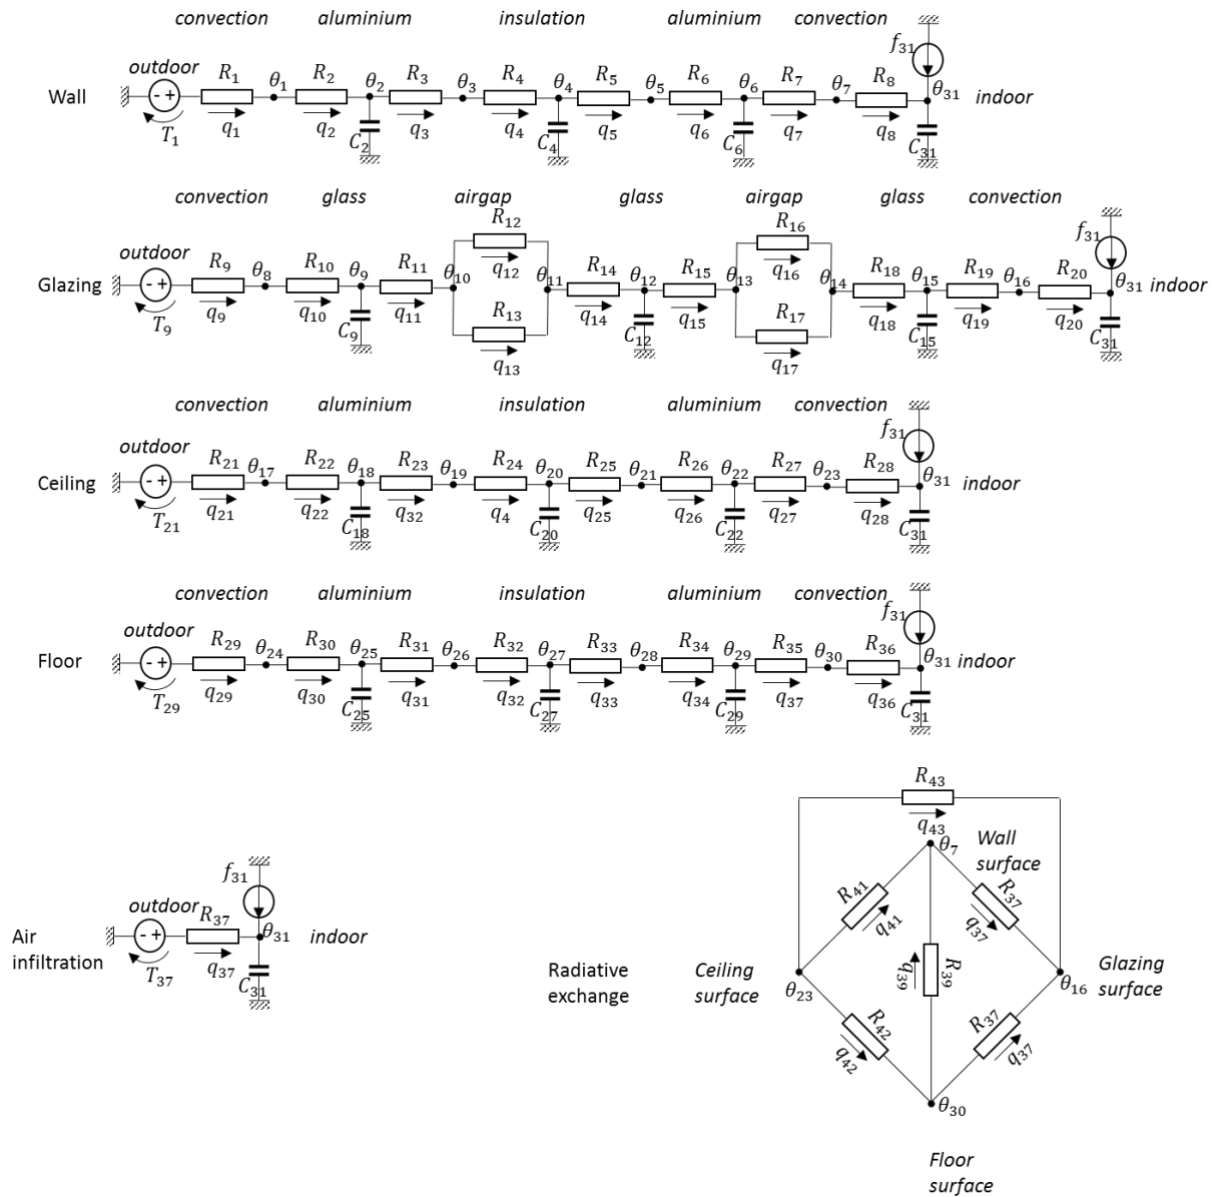 convection aluminium insulation aluminium convection
f₃₁
outdoor R₁ θ₁ R₂ θ₂ R₃ θ₃ R₄ θ₄ R₅ θ₅ R₆ θ₆ R₇ θ₇ R₈ θ₃₁
Wall - + indoor
T₁ q₁ q₂ C₂ q₃ q₄ C₄ q₅ q₆ C₆ q₇ q₈ C₃₁
convection glass airgap glass airgap glass convection
R₁₂ R₁₆ f₃₁
outdoor R₉ θ₈ R₁₀ θ₉ R₁₁ θ₁₀ q₁₂ θ₁₁ R₁₄ θ₁₂ R₁₅ θ₁₃ q₁₆ θ₁₄ R₁₈ θ₁₅ R₁₉ θ₁₆ R₂₀ θ₃₁
Glazing - + indoor
T₉ q₉ q₁₀ C₉ q₁₁ R₁₃ q₁₄ C₁₂ q₁₅ R₁₇ q₁₈ C₁₅ q₁₉ q₂₀ C₃₁
q₁₃ q₁₇
convection aluminium insulation aluminium convection
f₃₁
outdoor R₂₁ θ₁₇ R₂₂ θ₁₈ R₂₃ θ₁₉ R₂₄ θ₂₀ R₂₅ θ₂₁ R₂₆ θ₂₂ R₂₇ θ₂₃ R₂₈ θ₃₁
Ceiling - + indoor
T₂₁ q₂₁ q₂₂ C₁₈ q₃₂ q₄ C₂₀ q₂₅ q₂₆ C₂₂ q₂₇ q₂₈ C₃₁
convection aluminium insulation aluminium convection
f₃₁
outdoor R₂₉ θ₂₄ R₃₀ θ₂₅ R₃₁ θ₂₆ R₃₂ θ₂₇ R₃₃ θ₂₈ R₃₄ θ₂₉ R₃₅ θ₃₀ R₃₆ θ₃₁
Floor - + indoor
T₂₉ q₂₉ q₃₀ C₂₅ q₃₁ q₃₂ C₂₇ q₃₃ q₃₄ C₂₉ q₃₇ q₃₆ C₃₁
f₃₁
outdoor R₃₇ θ₃₁
Air
infiltration
- + indoor
T₃₇ q₃₇ C₃₁
Radiative
exchange
R₄₃
q₄₃
θ₇
Wall
surface
R₄₁ q₄₁
R₃₇ q₃₇
Ceiling
surface
θ₂₃
q₃₉ R₃₉
Glazing
surface
θ₁₆
R₄₂ q₄₂
R₃₇ q₃₇
θ₃₀
Floor
surface